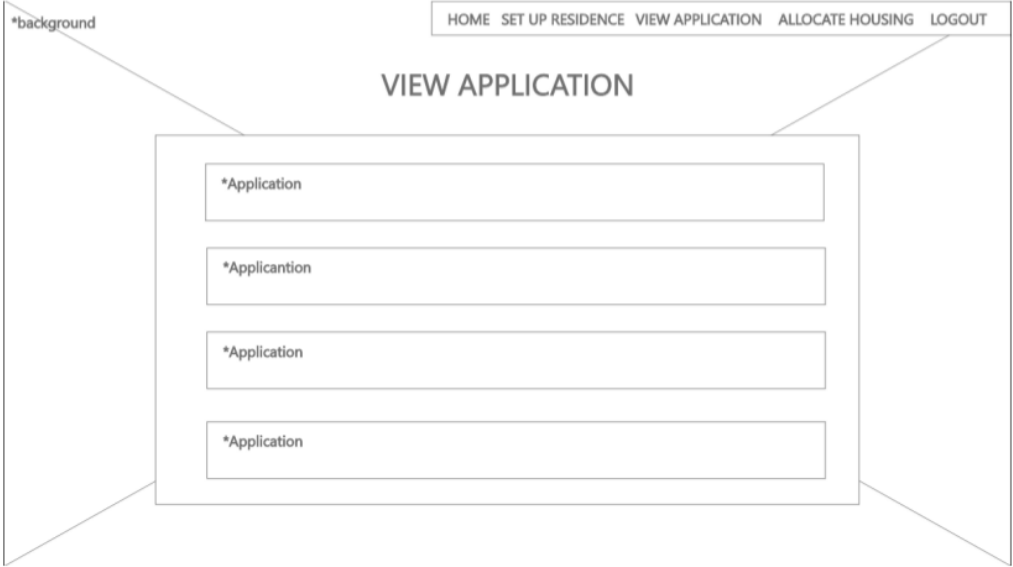 *background
HOME SET UP RESIDENCE VIEW APPLICATION ALLOCATE HOUSING LOGOUT
VIEW APPLICATION
*Application
*Applicantion
*Application
*Application